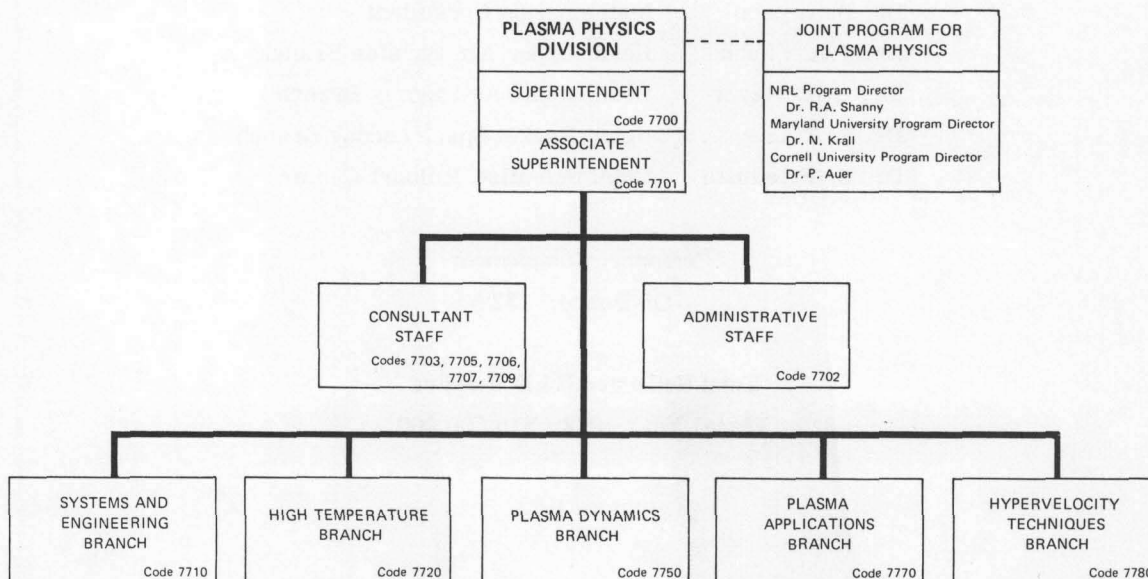 PLASMA PHYSICS
DIVISION
SUPERINTENDENT
Code 7700
ASSOCIATE
SUPERINTENDENT
Code 7701
JOINT PROGRAM FOR
PLASMA PHYSICS
NRL Program Director
Dr. R.A. Shanny
Maryland University Program Director
Dr. N. Krall
Cornell University Program Director
Dr. P. Auer
CONSULTANT
STAFF
Codes 7703, 7705, 7706,
7707, 7709
ADMINISTRATIVE
STAFF
Code 7702
SYSTEMS AND
ENGINEERING
BRANCH
Code 7710
HIGH TEMPERATURE
BRANCH
Code 7720
PLASMA DYNAMICS
BRANCH
Code 7750
PLASMA
APPLICATIONS
BRANCH
Code 7770
HYPERVELOCITY
TECHNIQUES
BRANCH
Code 7780